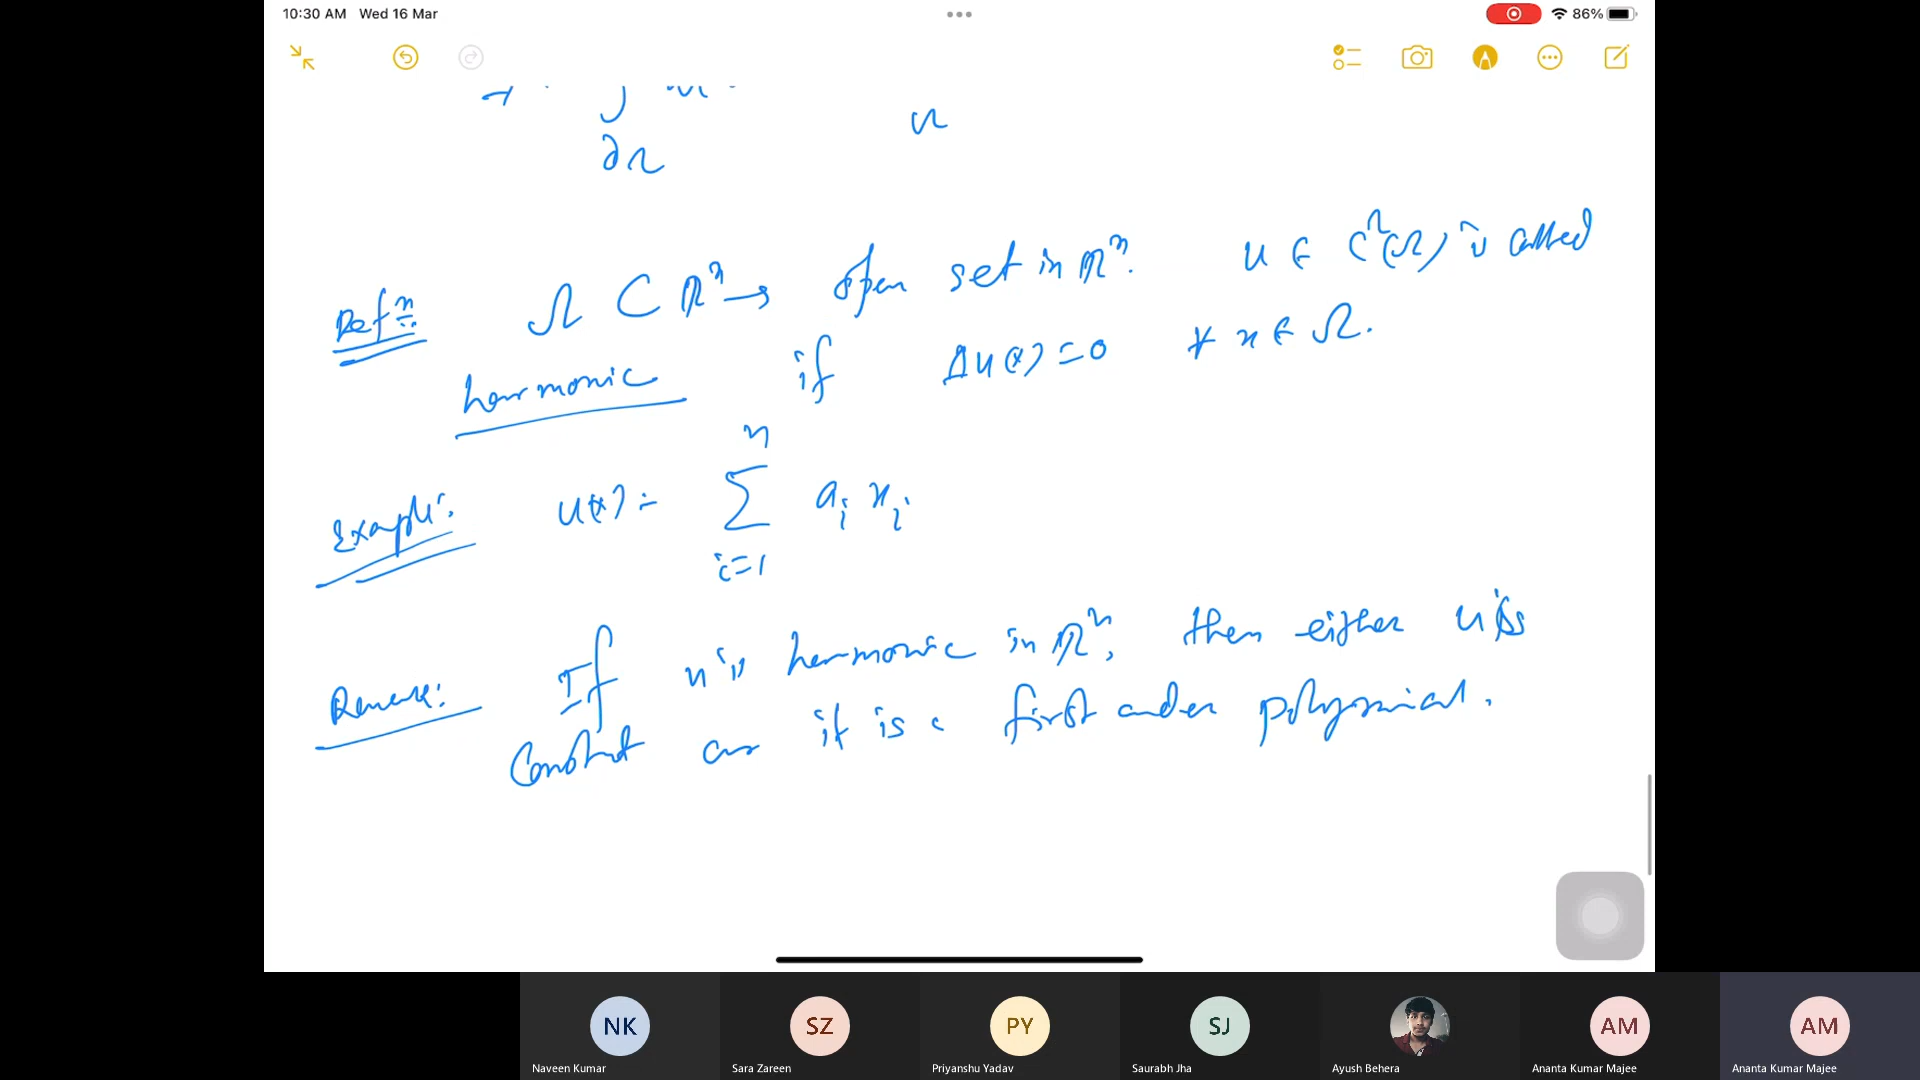 10:30 AM Wed 16 Mar
86%
∂Ω
Defⁿ: Ω ⊂ ℝⁿ → open set in ℝⁿ. u ∈ C²(Ω) is called
harmonic if Δu(x) = 0 ∀ x ∈ Ω.
Example: u(x) = ∑_{i=1}^{n} a_i x_i
Remark: If u is harmonic in ℝⁿ, then either u is
Constant or it is a first order polynomial.
NK SZ PY SJ AM AM
Naveen Kumar Sara Zareen Priyanshu Yadav Saurabh Jha Ayush Behera Ananta Kumar Majee Ananta Kumar Majee